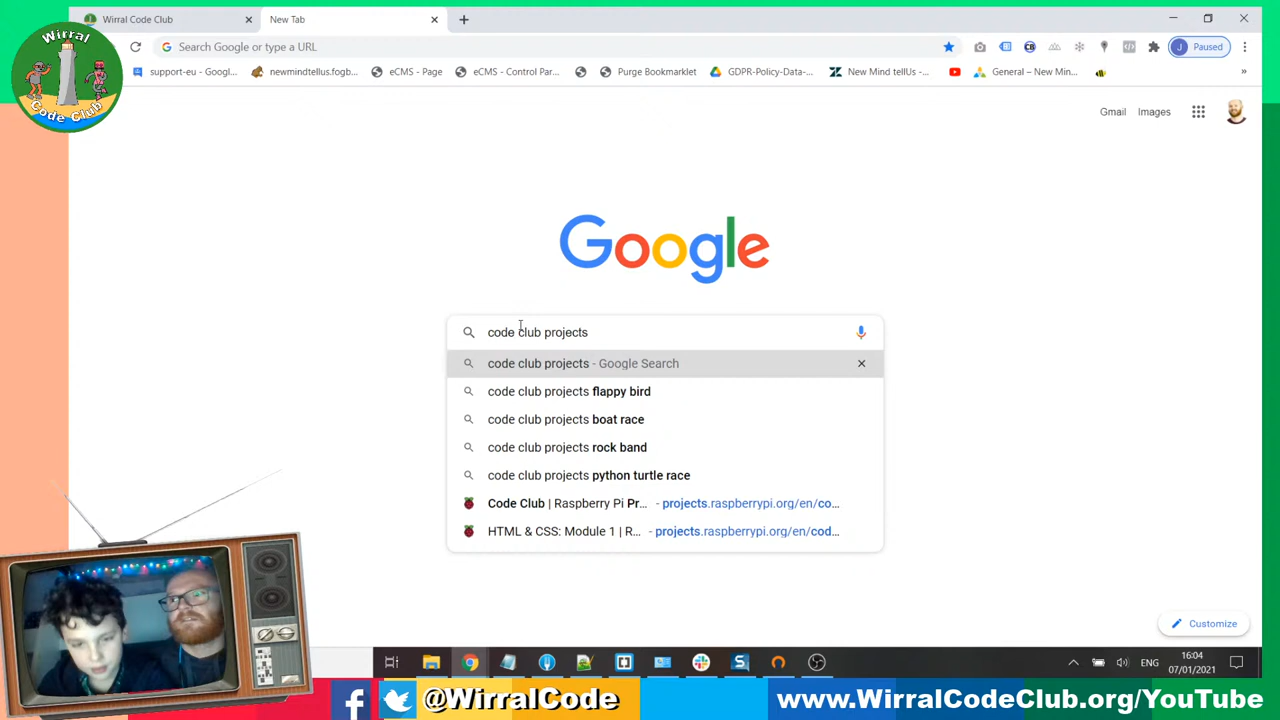 Wirral Code Club
New Tab
Search Google or type a URL
Paused
J
support-eu - Googl...
newmindtellus.fogb...
eCMS - Page
eCMS - Control Par...
Purge Bookmarklet
GDPR-Policy-Data-...
New Mind tellUs -...
General – New Min...
»
Wirral
Code Club
Gmail
Images
Google
code club projects
code club projects - Google Search
code club projects flappy bird
code club projects boat race
code club projects rock band
code club projects python turtle race
Code Club | Raspberry Pi Pr... - projects.raspberrypi.org/en/co...
HTML & CSS: Module 1 | R... - projects.raspberrypi.org/en/cod...
Customize
ENG
16:04
07/01/2021
@WirralCode
www.WirralCodeClub.org/YouTube